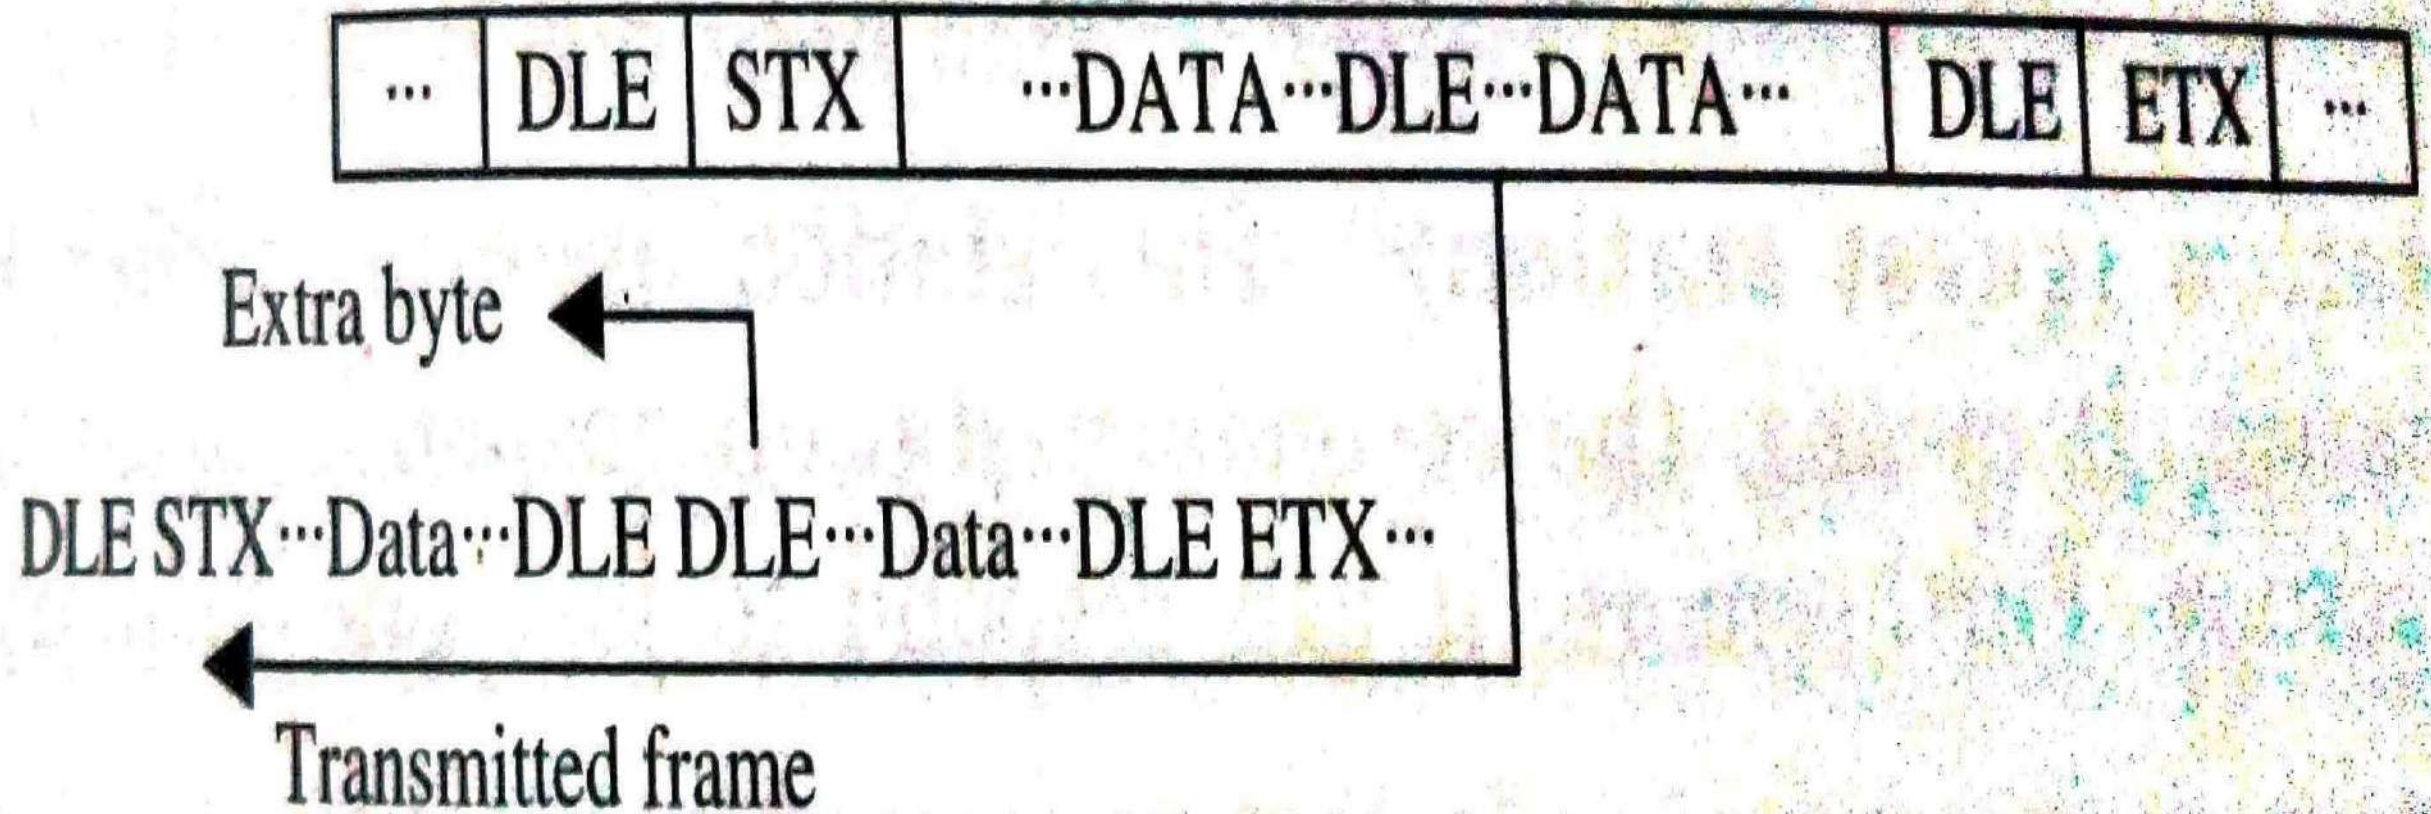 … DLE STX …DATA…DLE…DATA… DLE ETX …
Extra byte
DLE STX…Data…DLE DLE…Data…DLE ETX…
Transmitted frame